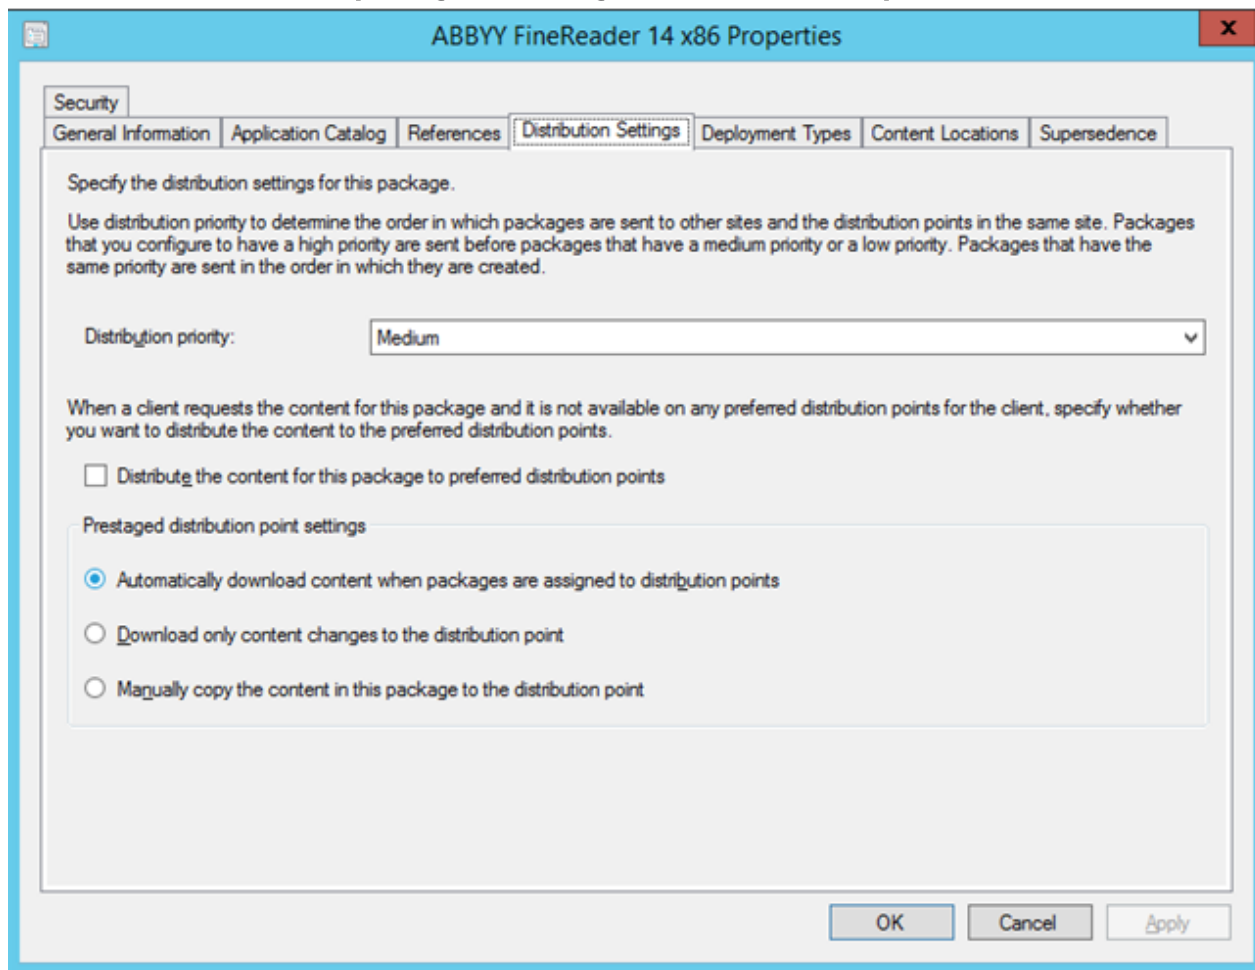 ABBYY FineReader 14 x86 Properties
x
Security
General Information
Application Catalog
References
Distribution Settings
Deployment Types
Content Locations
Supersedence
Specify the distribution settings for this package.
Use distribution priority to determine the order in which packages are sent to other sites and the distribution points in the same site. Packages
that you configure to have a high priority are sent before packages that have a medium priority or a low priority. Packages that have the
same priority are sent in the order in which they are created.
Distribution priority:
Medium
When a client requests the content for this package and it is not available on any preferred distribution points for the client, specify whether
you want to distribute the content to the preferred distribution points.
Distribute the content for this package to preferred distribution points
Prestaged distribution point settings
Automatically download content when packages are assigned to distribution points
Download only content changes to the distribution point
Manually copy the content in this package to the distribution point
OK
Cancel
Apply